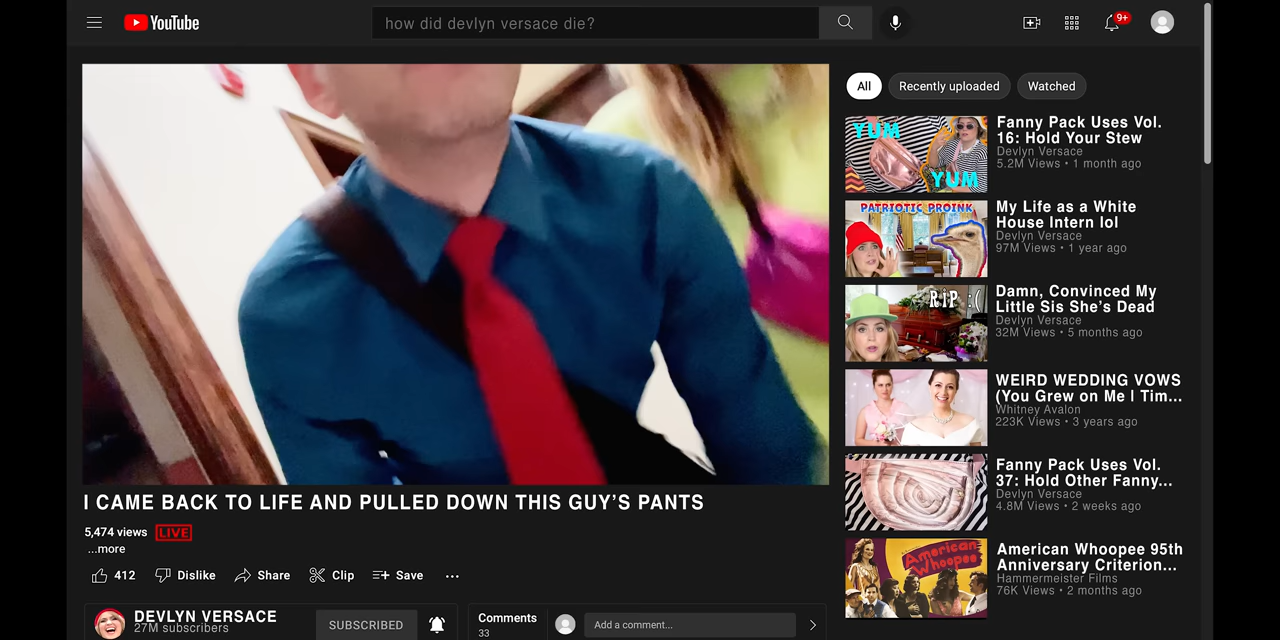 YouTube
how did devlyn versace die?
9+
All
Recently uploaded
Watched
YUM
YUM
Fanny Pack Uses Vol.
16: Hold Your Stew
Devlyn Versace
5.2M Views • 1 month ago
PATRIOTIC PROINK
My Life as a White
House Intern lol
Devlyn Versace
97M Views • 1 year ago
RiP :(
Damn, Convinced My
Little Sis She’s Dead
Devlyn Versace
32M Views • 5 months ago
WEIRD WEDDING VOWS
(You Grew on Me | Tim...
Whitney Avalon
223K Views • 3 years ago
Fanny Pack Uses Vol.
37: Hold Other Fanny...
Devlyn Versace
4.8M Views • 2 weeks ago
American
Whoopee
American Whoopee 95th
Anniversary Criterion...
Hammermeister Films
76K Views • 2 months ago
I CAME BACK TO LIFE AND PULLED DOWN THIS GUY’S PANTS
5,474 views LIVE
...more
412
Dislike
Share
Clip
Save
DEVLYN VERSACE
27M subscribers
SUBSCRIBED
Comments
33
Add a comment...